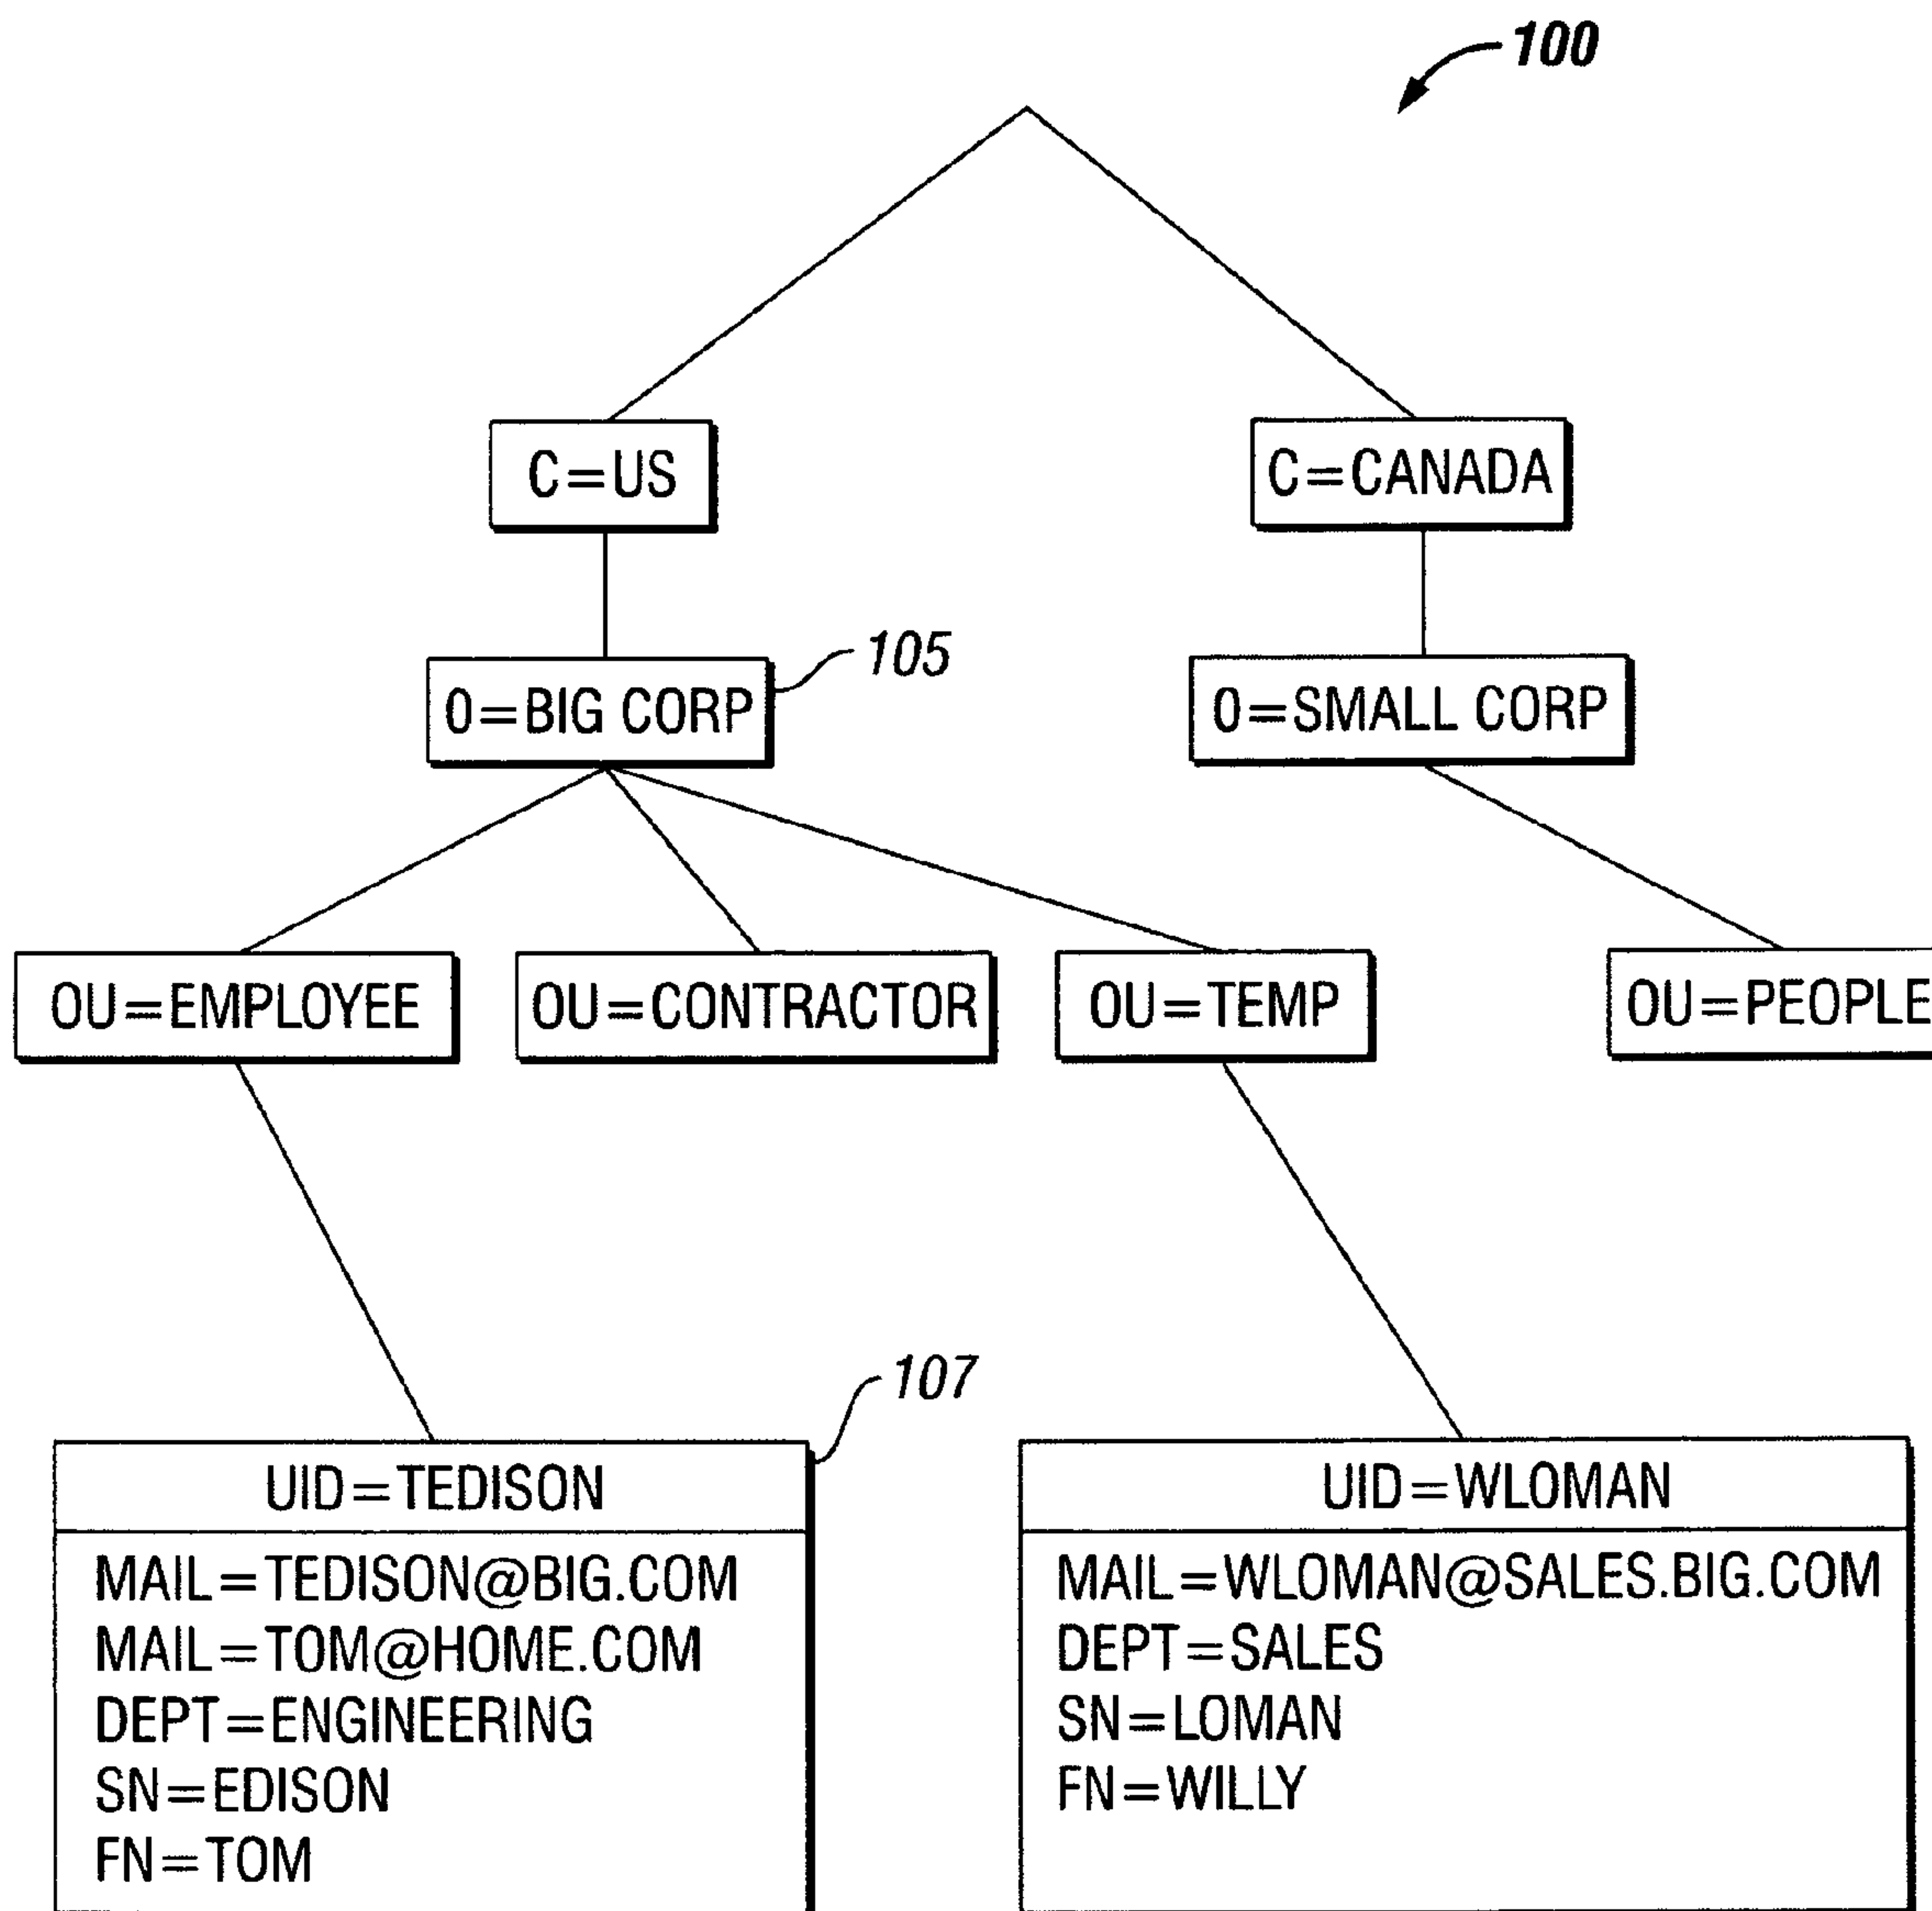 100
C=US
C=CANADA
0=BIG CORP
105
0=SMALL CORP
OU=EMPLOYEE
OU=CONTRACTOR
OU=TEMP
OU=PEOPLE
107
UID=TEDISON
MAIL=TEDISON@BIG.COM
MAIL=TOM@HOME.COM
DEPT=ENGINEERING
SN=EDISON
FN=TOM
UID=WLOMAN
MAIL=WLOMAN@SALES.BIG.COM
DEPT=SALES
SN=LOMAN
FN=WILLY